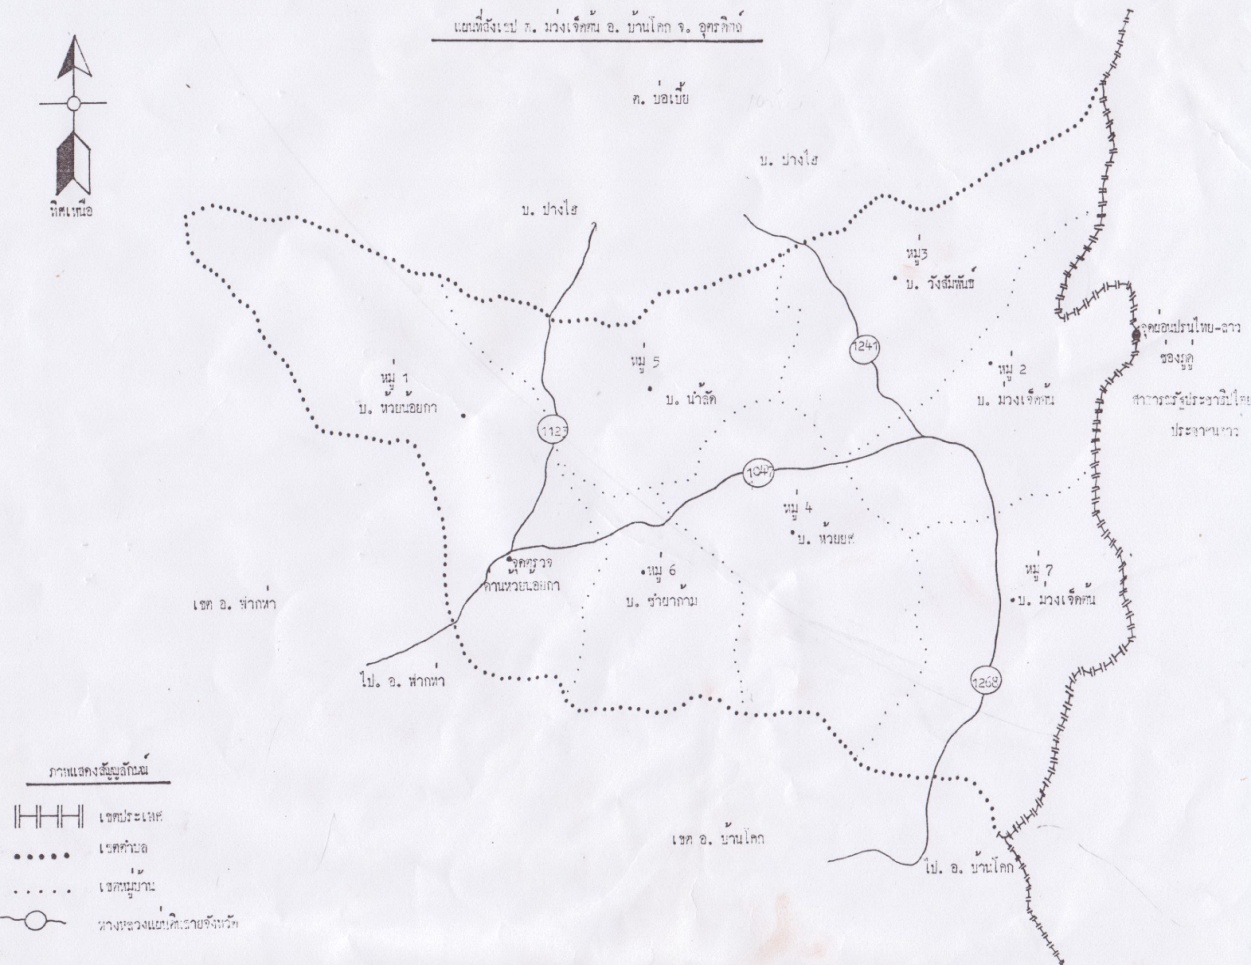 แผนที่สังเขป ต. ม่วงเจ็ดต้น อ. บ้านโคก จ. อุตรดิตถ์
ต. บ่อเบี้ย
บ. ปางไฮ
ทิศเหนือ
บ. ปางไฮ
หมู่3
บ. วังสัมพันธ์
จุดผ่อนปรนไทย-ลาว
1241
ช่องภูดู่
หมู่ 5
หมู่ 2
หมู่ 1
บ. น้ำลัด
บ. ม่วงเจ็ดต้น
สาธารณรัฐประชาธิปไตย
บ. ห้วยน้อยกา
ประชาชนลาว
1123
1047
หมู่ 4
บ. ห้วยยศ
จุดตรวจ
ด่านห้วยน้อยกา
หมู่ 6
หมู่ 7
บ. ซำยาก้าม
บ. ม่วงเจ็ดต้น
เขต อ. ฟากท่า
ไป. อ. ฟากท่า
1268
ภาพแสดงสัญญลักษณ์
เขตประเทศ
เขตตำบล
เขตหมู่บ้าน
ทางหลวงแผ่นดินสายจังหวัด
เขต อ. บ้านโคก
ไป. อ. บ้านโคก